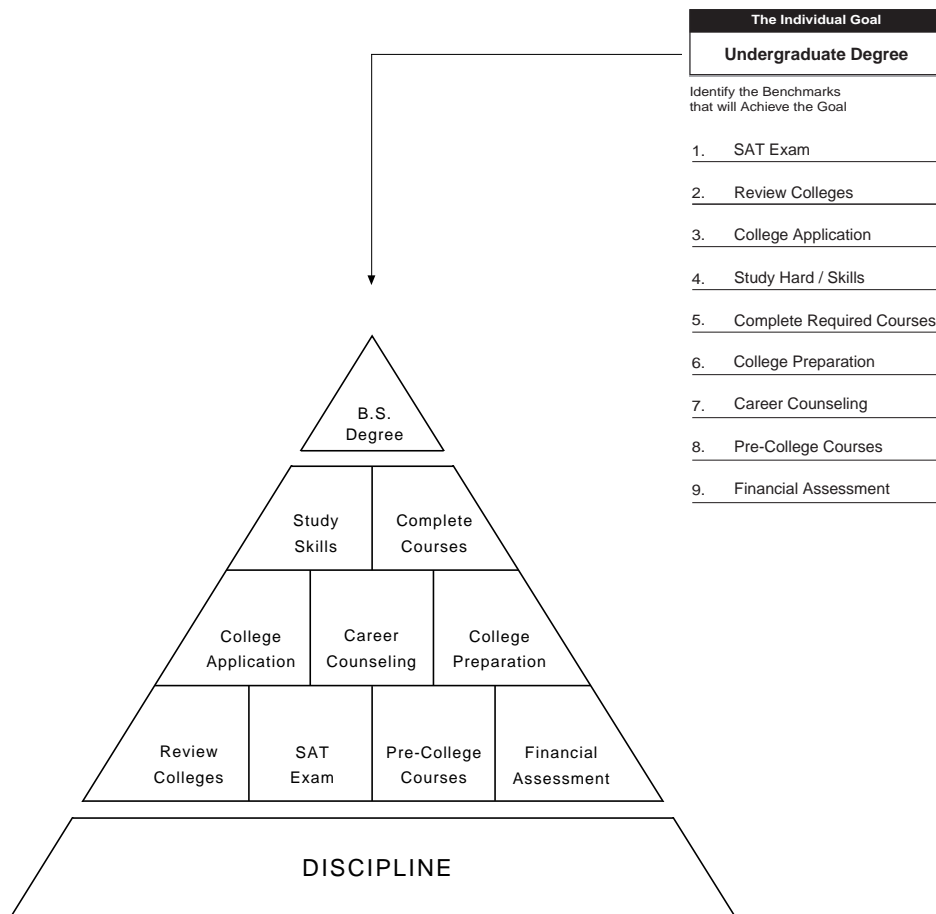 The Individual Goal
Undergraduate Degree
Identify the Benchmarks
that will Achieve the Goal
1. SAT Exam
2. Review Colleges
3. College Application
4. Study Hard / Skills
5. Complete Required Courses
6. College Preparation
7. Career Counseling
8. Pre-College Courses
9. Financial Assessment
B.S.
Degree
Study
Skills
Complete
Courses
College
Application
Career
Counseling
College
Preparation
Review
Colleges
SAT
Exam
Pre-College
Courses
Financial
Assessment
DISCIPLINE